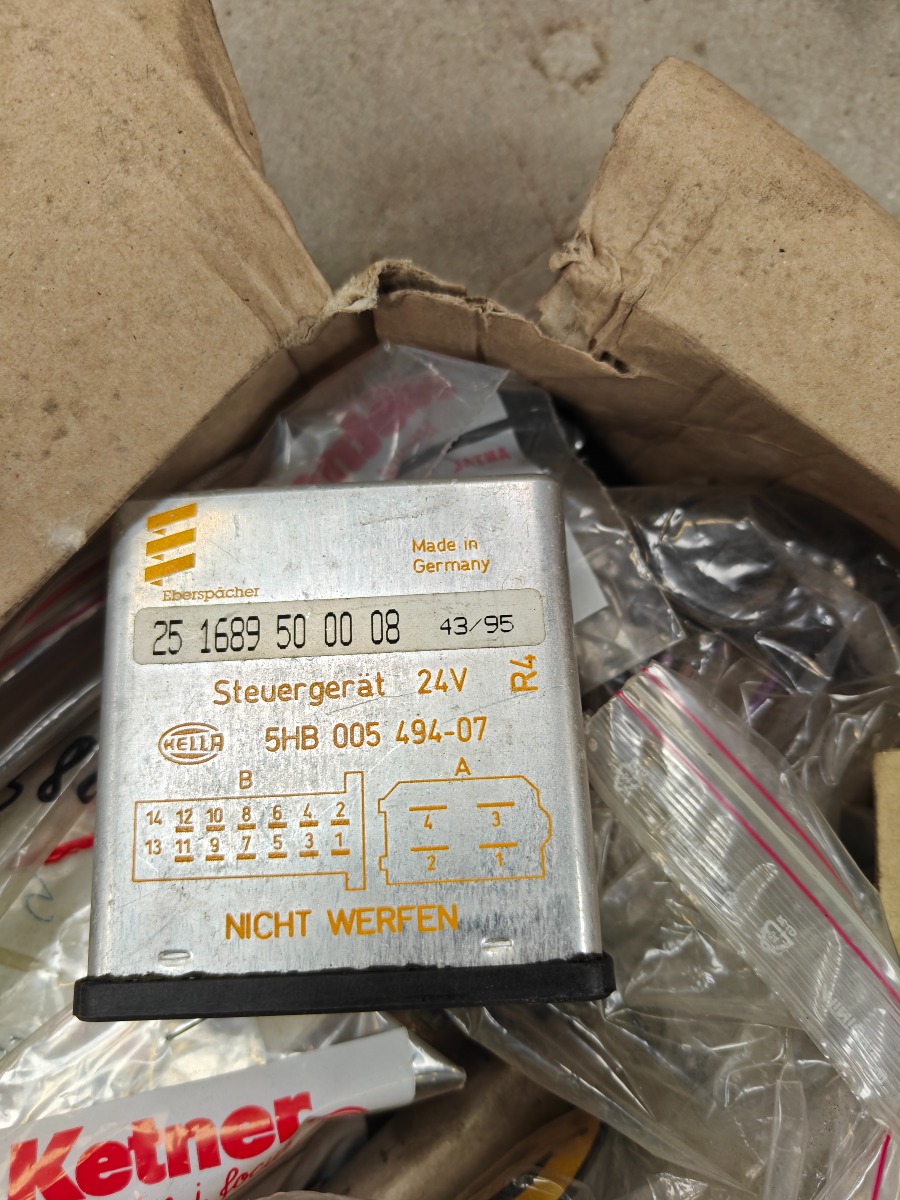 Eberspächer
Made in
Germany
25 1689 50 00 08 43/95
Steuergerät 24V R4
HELLA 5HB 005 494-07
B A
14 12 10 8 6 4 2
13 11 9 7 5 3 1
4 3
2 1
NICHT WERFEN
Ketner